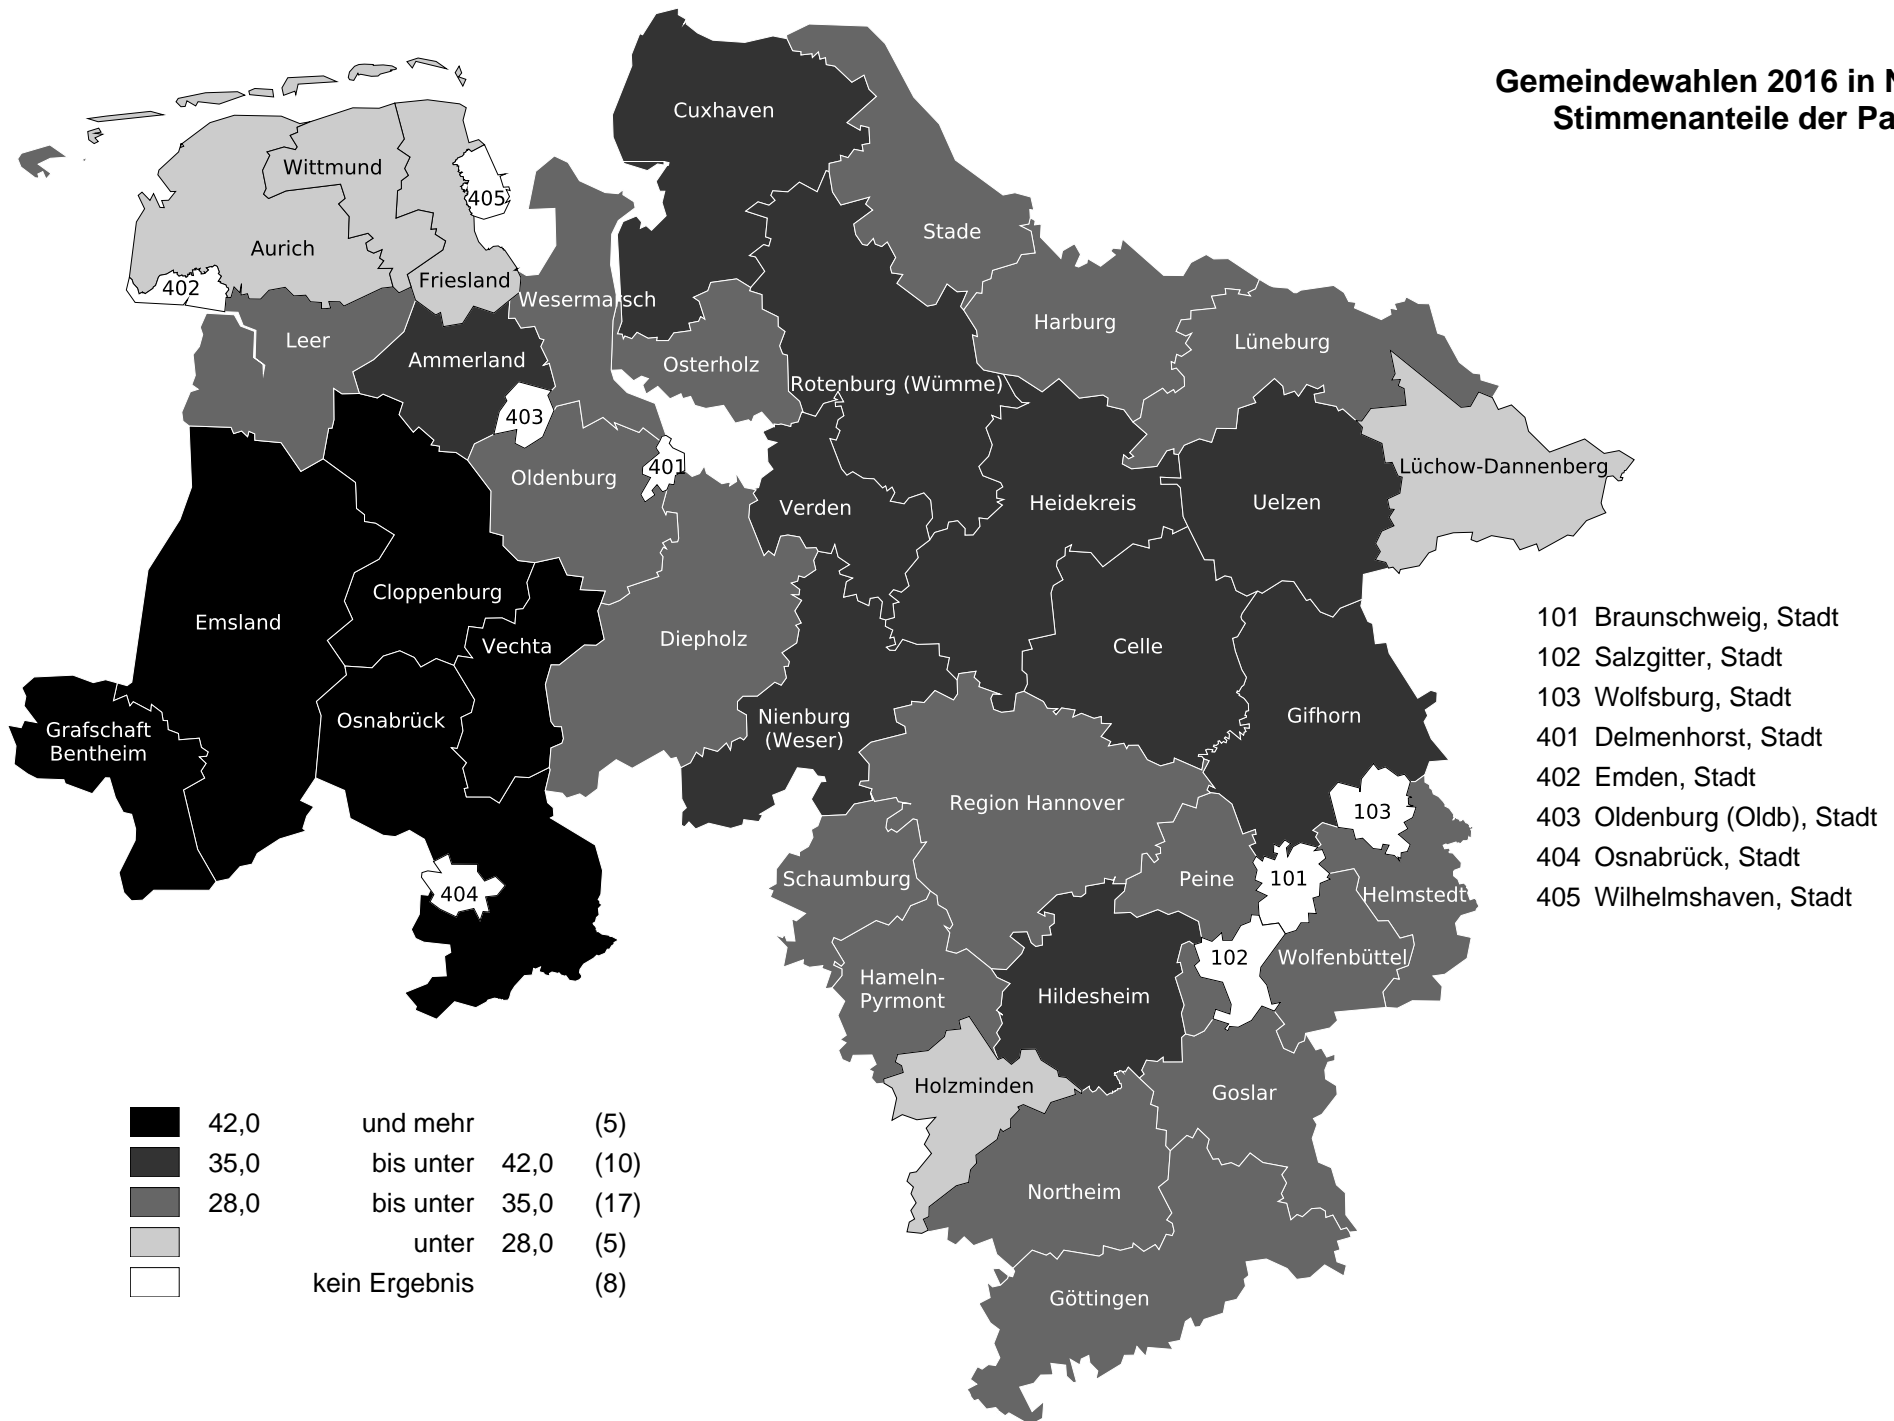 Gemeindewahlen 2016 in N
Stimmenanteile der Pa
Cuxhaven
Wittmund
405
Stade
Aurich
Friesland
402
Wesermarsch
Harburg
Leer
Lüneburg
Ammerland
Osterholz
Rotenburg (Wümme)
403
401
Lüchow-Dannenberg
Oldenburg
Heidekreis
Uelzen
Verden
Cloppenburg
Emsland
Diepholz
Vechta
Celle
Osnabrück
Nienburg
(Weser)
Gifhorn
Grafschaft
Bentheim
Region Hannover
103
Schaumburg
Peine
101
Helmstedt
404
102
Wolfenbüttel
Hameln-
Pyrmont
Hildesheim
Holzminden
Goslar
Northeim
Göttingen
101 Braunschweig, Stadt
102 Salzgitter, Stadt
103 Wolfsburg, Stadt
401 Delmenhorst, Stadt
402 Emden, Stadt
403 Oldenburg (Oldb), Stadt
404 Osnabrück, Stadt
405 Wilhelmshaven, Stadt
42,0 und mehr (5)
35,0 bis unter 42,0 (10)
28,0 bis unter 35,0 (17)
unter 28,0 (5)
kein Ergebnis (8)